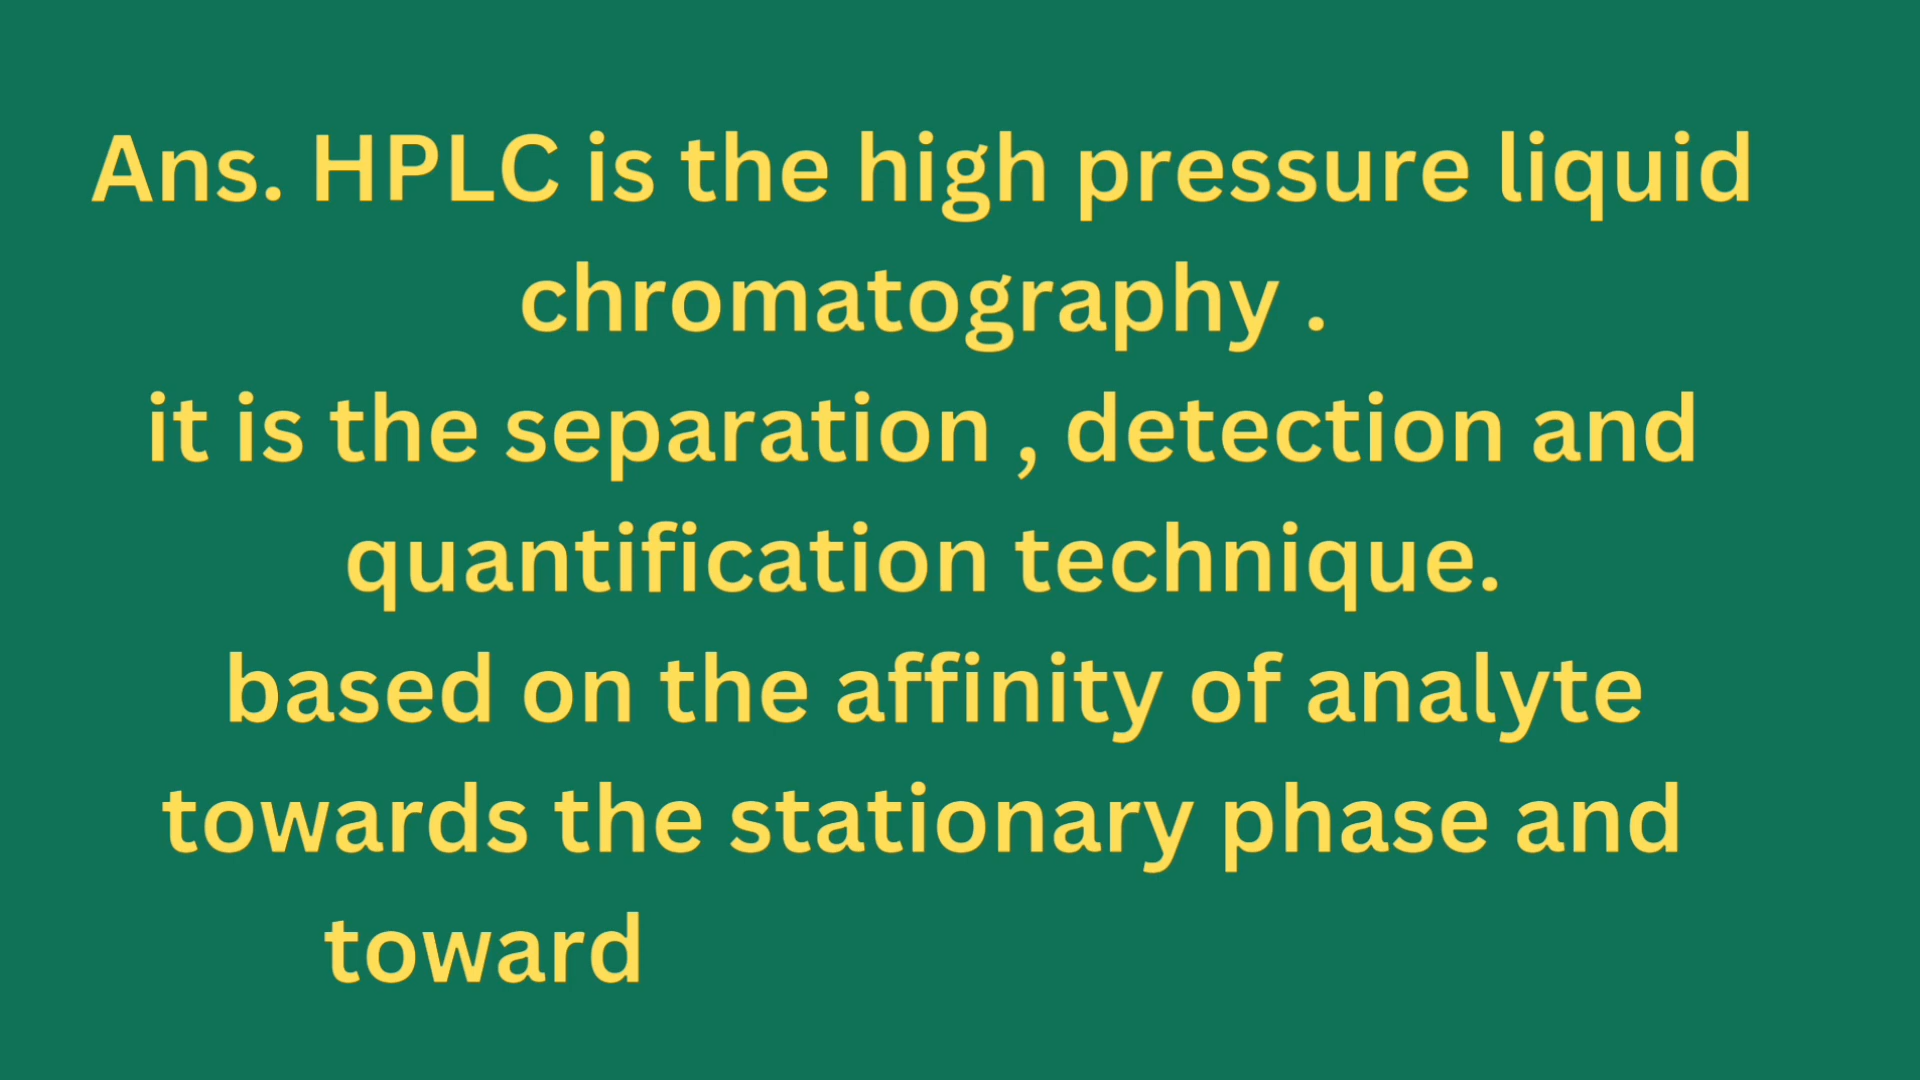 Ans. HPLC is the high pressure liquid
chromatography .
it is the separation , detection and
quantification technique.
based on the affinity of analyte
towards the stationary phase and
toward